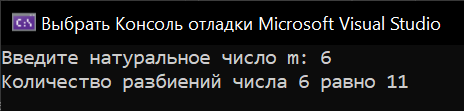 Выбрать Консоль отладки Microsoft Visual Studio
Введите натуральное число m: 6
Количество разбиений числа 6 равно 11